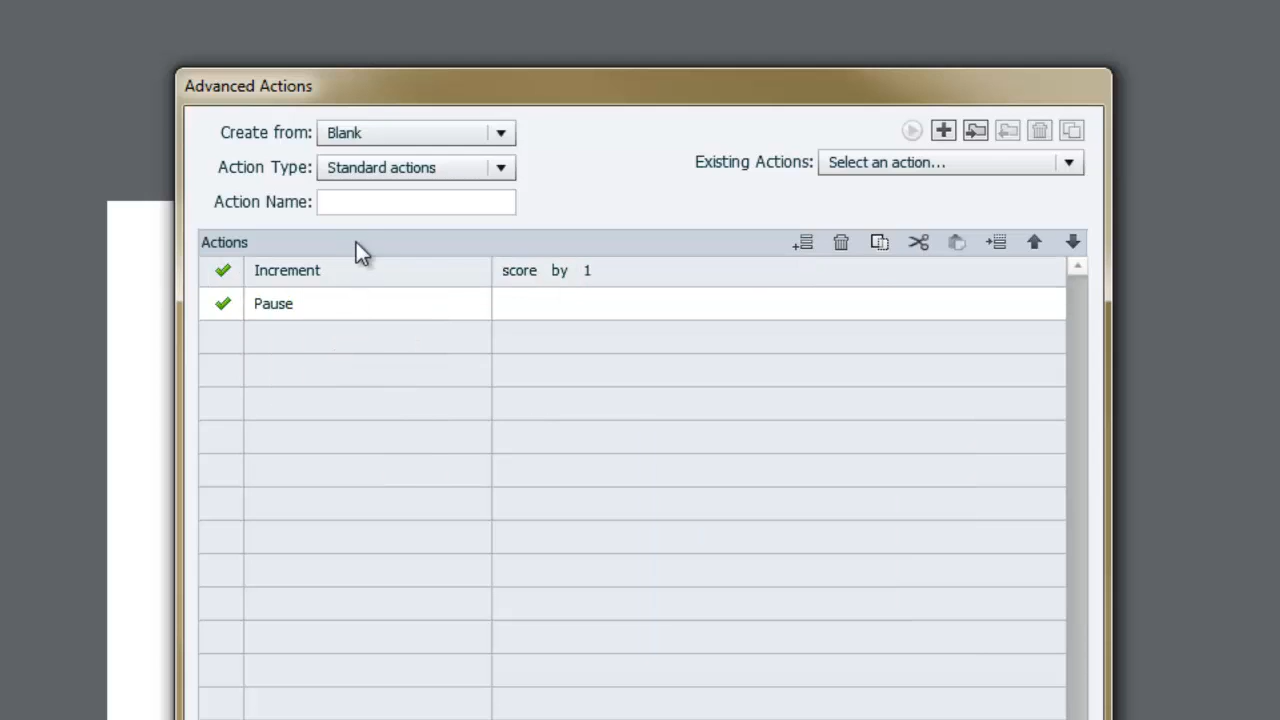 Advanced Actions
Create from: Blank
Action Type: Standard actions
Existing Actions: Select an action...
Action Name:
Actions
Increment score by 1
Pause